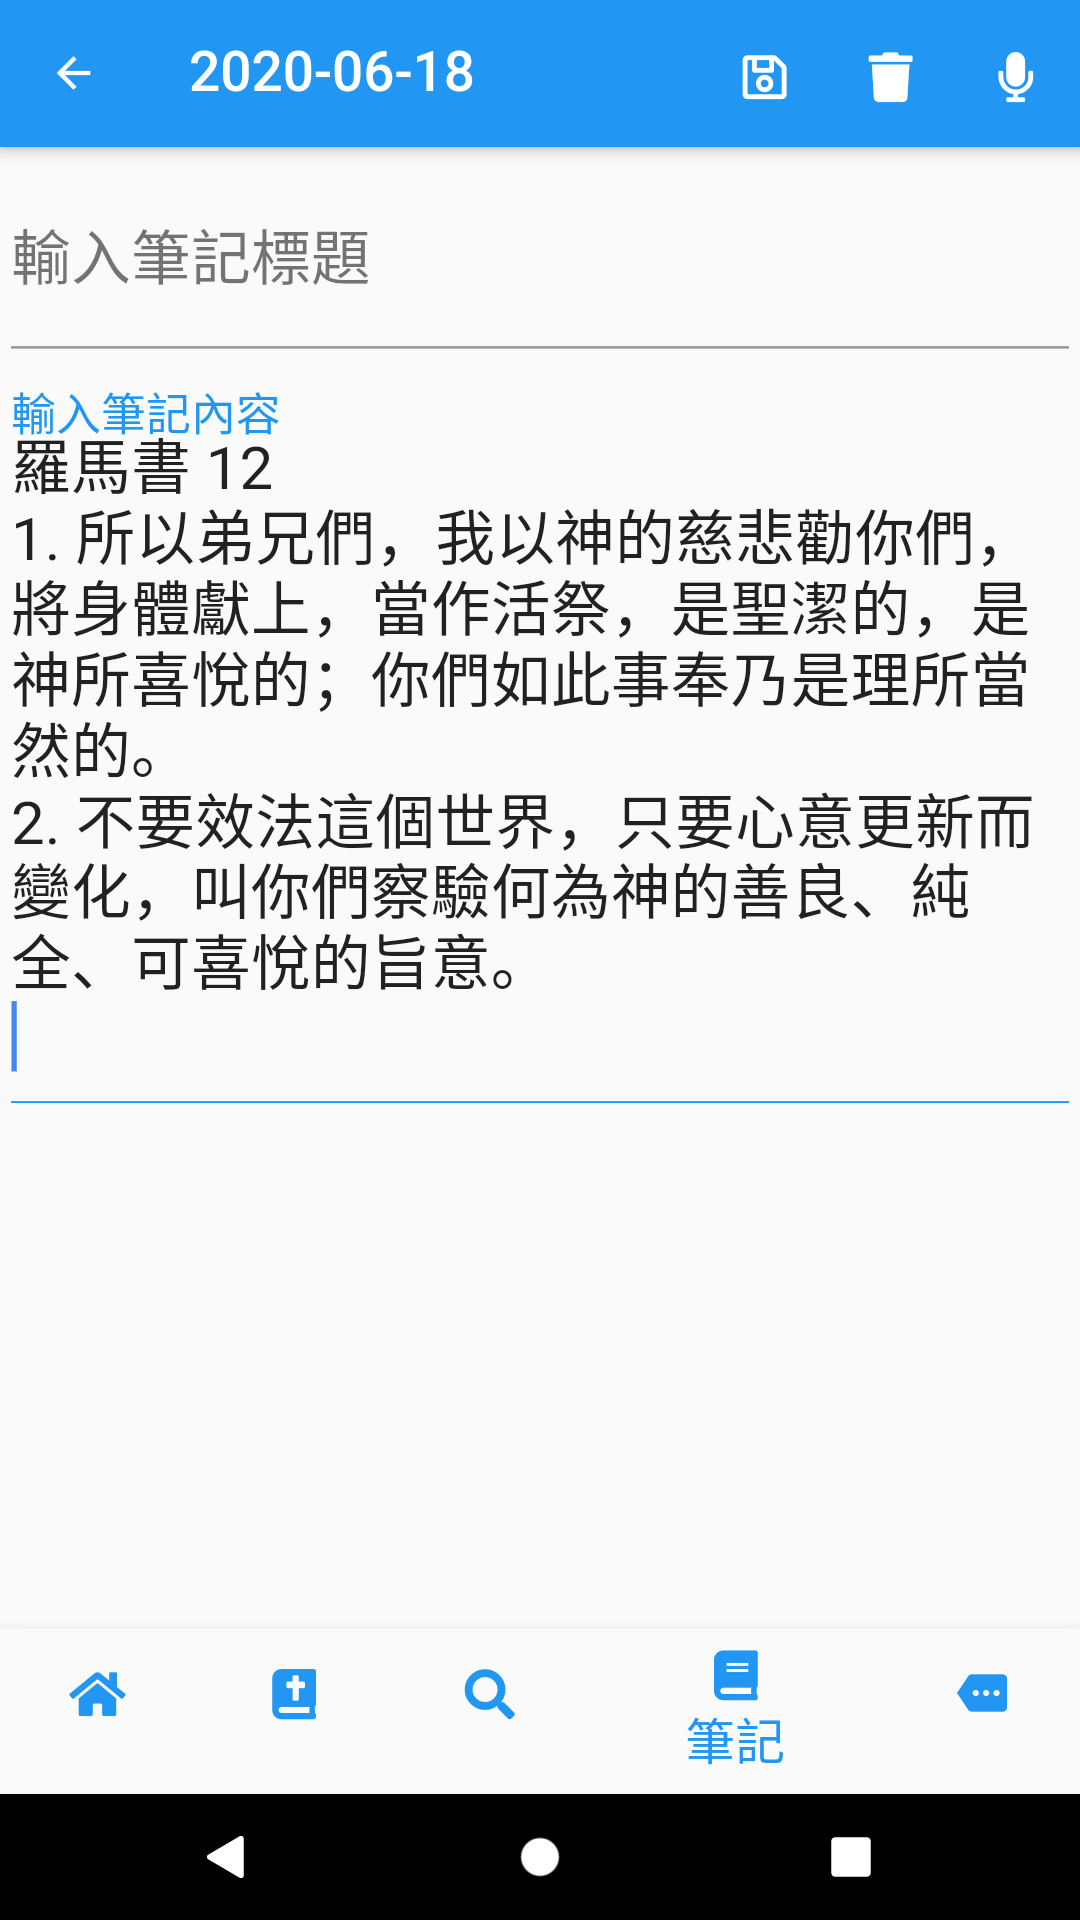 2020-06-18
輸入筆記標題
輸入筆記內容
羅馬書 12
1. 所以弟兄們，我以神的慈悲勸你們，
將身體獻上，當作活祭，是聖潔的，是
神所喜悅的；你們如此事奉乃是理所當
然的。
2. 不要效法這個世界，只要心意更新而
變化，叫你們察驗何為神的善良、純
全、可喜悅的旨意。
筆記